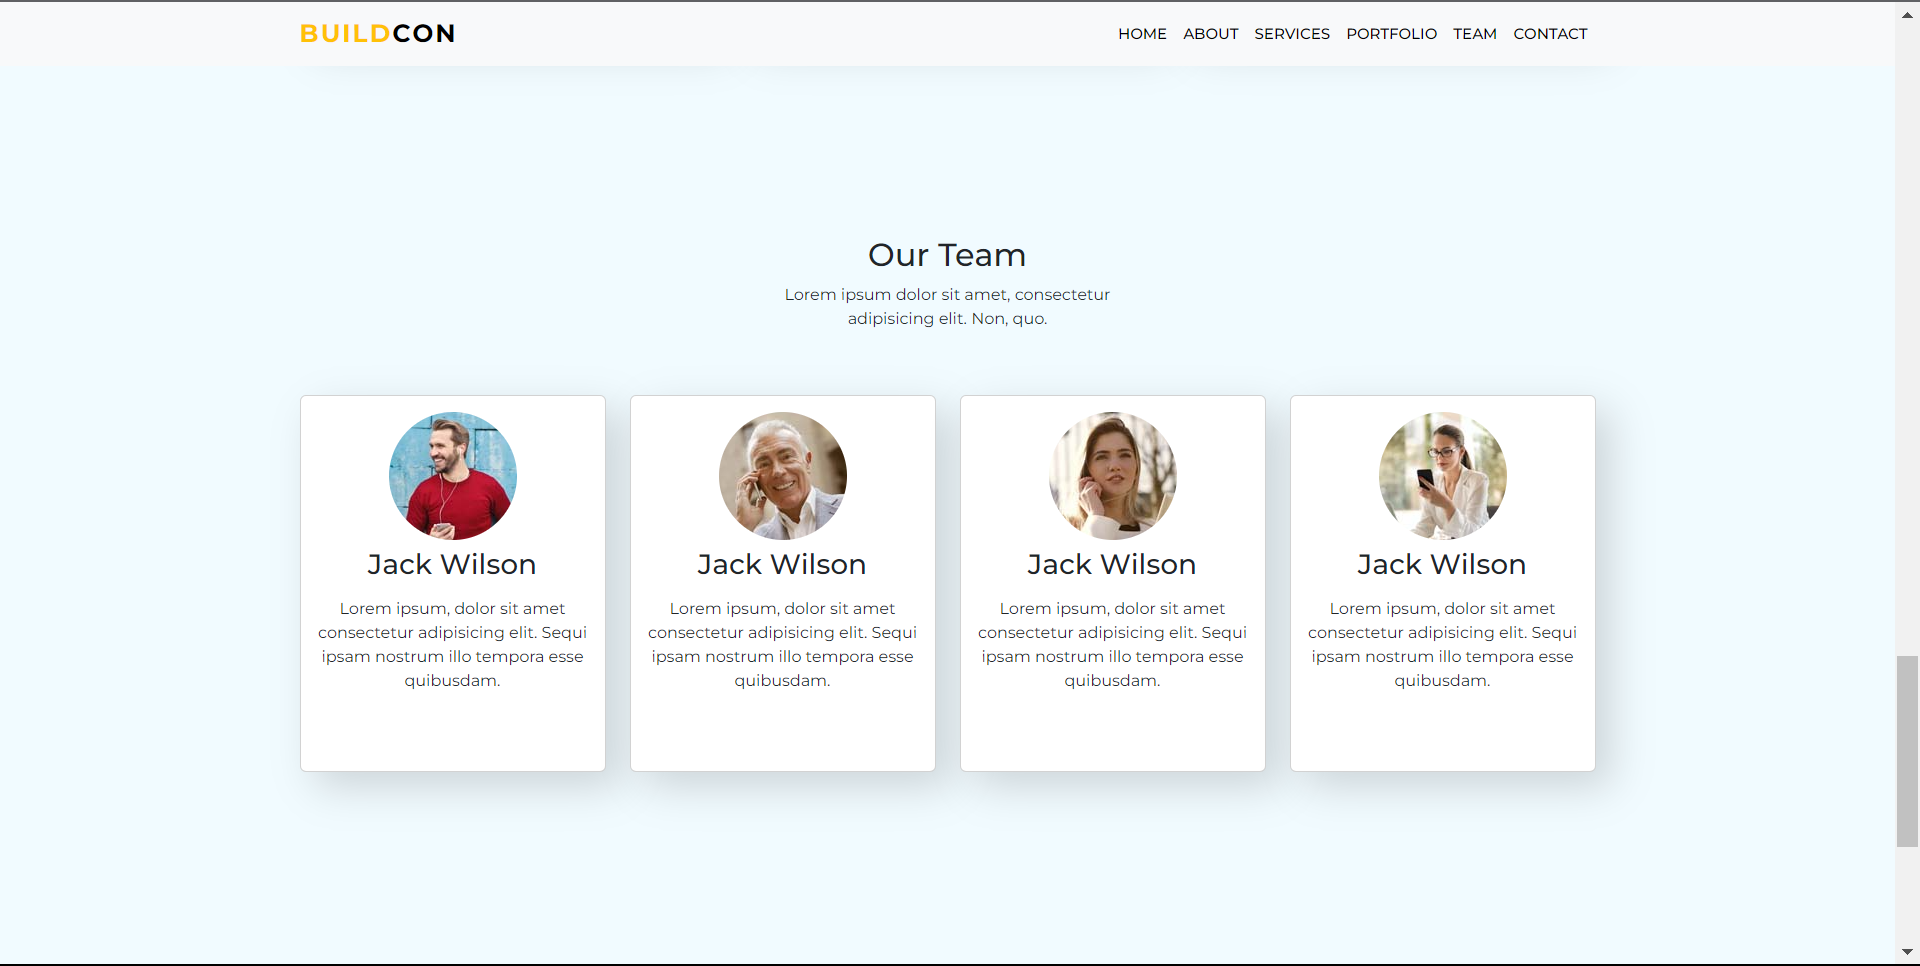 BUILDCON
HOME ABOUT SERVICES PORTFOLIO TEAM CONTACT
Our Team
Lorem ipsum dolor sit amet, consectetur
adipisicing elit. Non, quo.
Jack Wilson
Lorem ipsum, dolor sit amet
consectetur adipisicing elit. Sequi
ipsam nostrum illo tempora esse
quibusdam.
Jack Wilson
Lorem ipsum, dolor sit amet
consectetur adipisicing elit. Sequi
ipsam nostrum illo tempora esse
quibusdam.
Jack Wilson
Lorem ipsum, dolor sit amet
consectetur adipisicing elit. Sequi
ipsam nostrum illo tempora esse
quibusdam.
Jack Wilson
Lorem ipsum, dolor sit amet
consectetur adipisicing elit. Sequi
ipsam nostrum illo tempora esse
quibusdam.